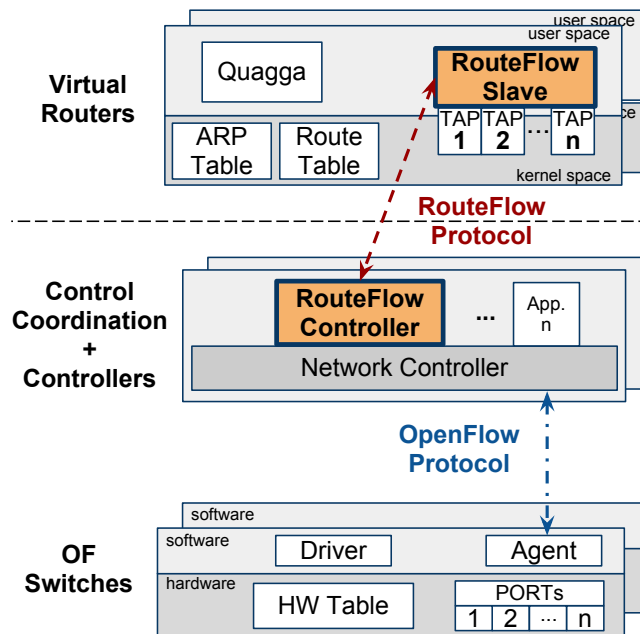 user space
user space
Virtual
Routers
Quagga
RouteFlow
Slave
TAP TAP TAP
1 2 ... n
ARP
Table
Route
Table
kernel space
RouteFlow
Protocol
Control
Coordination
+
Controllers
RouteFlow
Controller
...
App.
n
Network Controller
OpenFlow
Protocol
OF
Switches
software
software
Driver
Agent
hardware
HW Table
PORTs
1 2 ... n